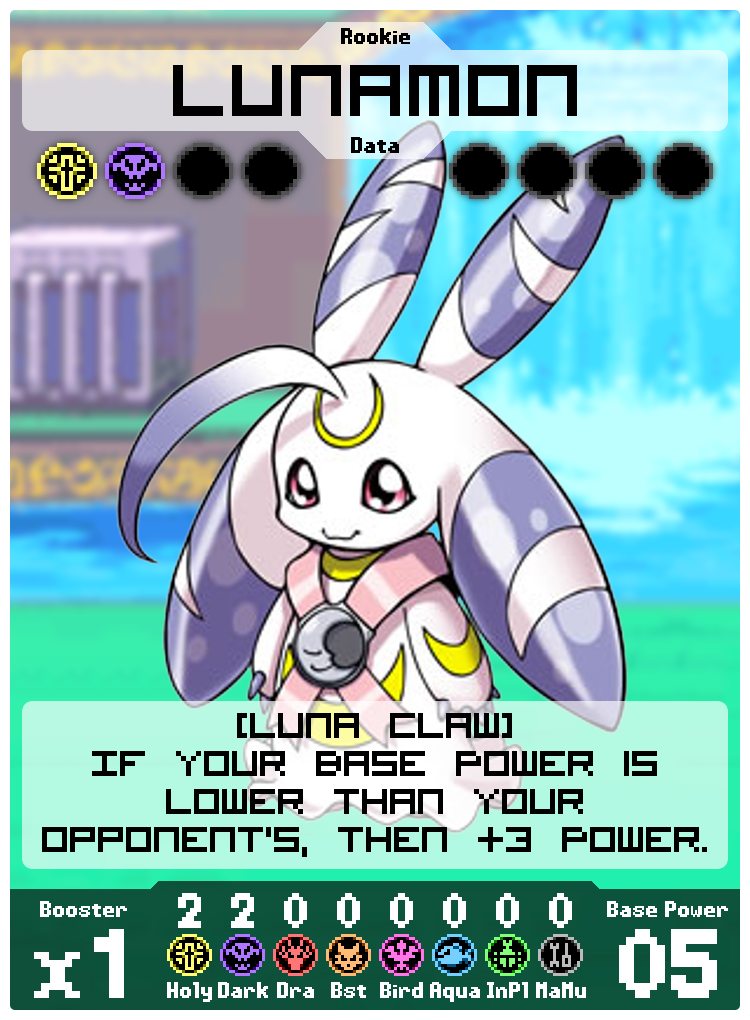 Rookie
LUNAMON
Data
[LUNA CLAW]
IF YOUR BASE POWER IS
LOWER THAN YOUR
OPPONENT'S, THEN +3 POWER.
Booster
x1
2 2 0 0 0 0 0 0
Holy Dark Dra Bst Bird Aqua InPl MaMu
Base Power
05